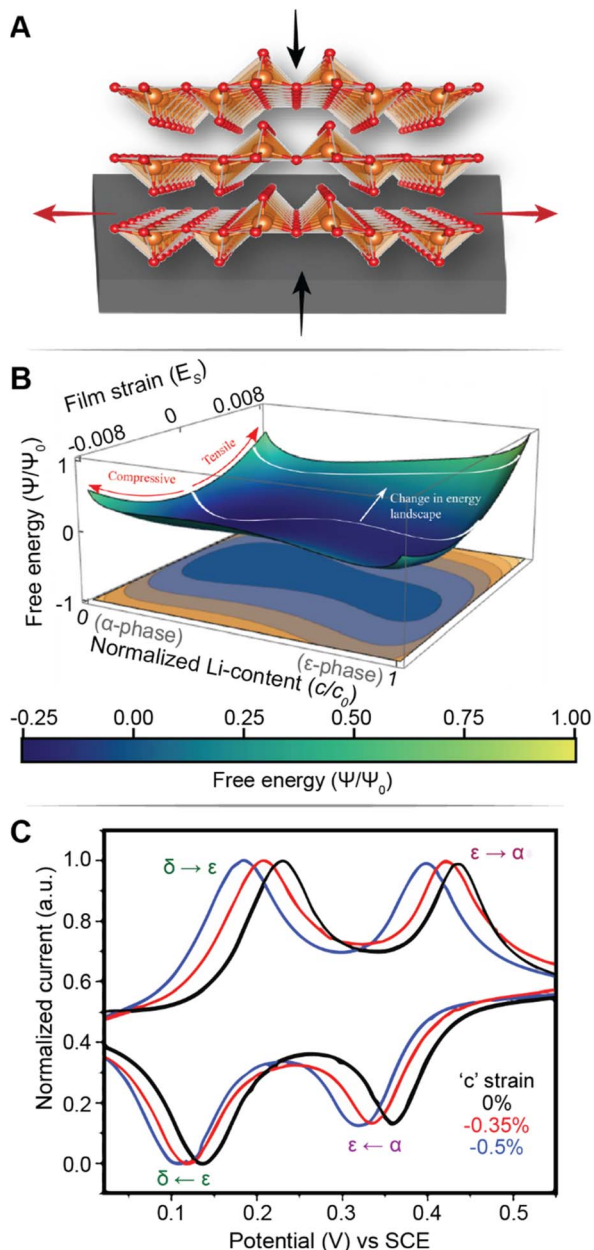 A
B
Film strain (E_S)
-0.008
0
0.008
Tensile
Compressive
Change in energy
landscape
Free energy (Ψ/Ψ₀)
1
0
-1
0
(α-phase)
(ε-phase)
1
Normalized Li-content (c/c₀)
-0.25 0.00 0.25 0.50 0.75 1.00
Free energy (Ψ/Ψ₀)
C
δ → ε
ε → α
Normalized current (a.u.)
1.0
0.8
0.6
0.4
0.2
0.0
'c' strain
0%
-0.35%
-0.5%
ε ← α
δ ← ε
0.1 0.2 0.3 0.4 0.5
Potential (V) vs SCE